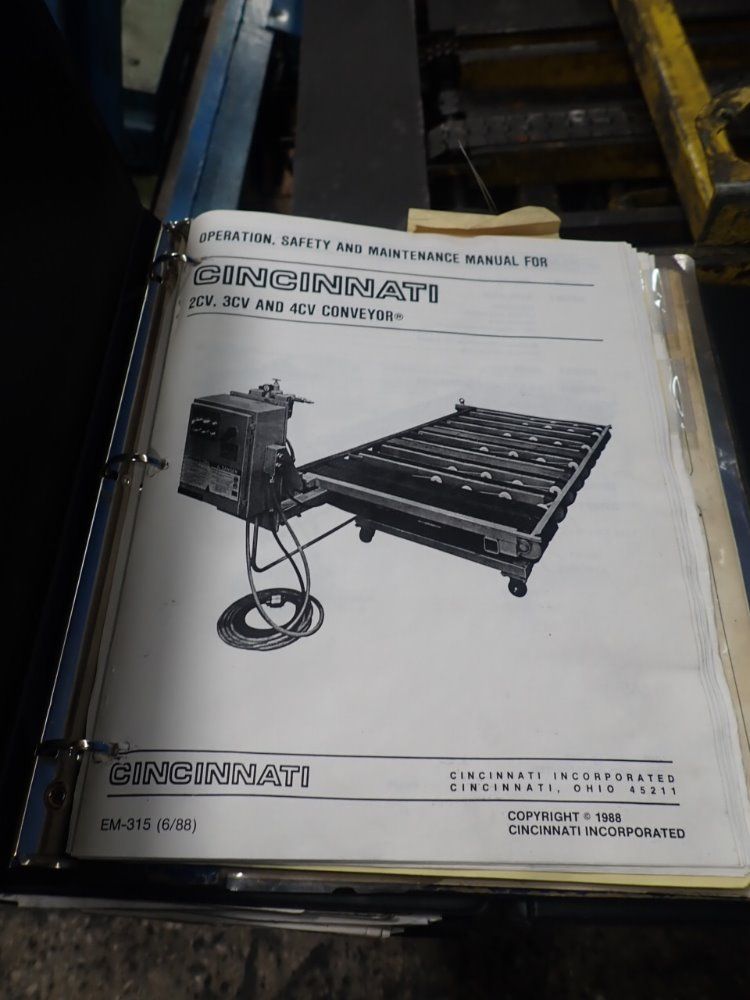 OPERATION, SAFETY AND MAINTENANCE MANUAL FOR
CINCINNATI
2CV, 3CV AND 4CV CONVEYOR®
CINCINNATI
CINCINNATI INCORPORATED
CINCINNATI, OHIO 45211
EM-315 (6/88)
COPYRIGHT © 1988
CINCINNATI INCORPORATED